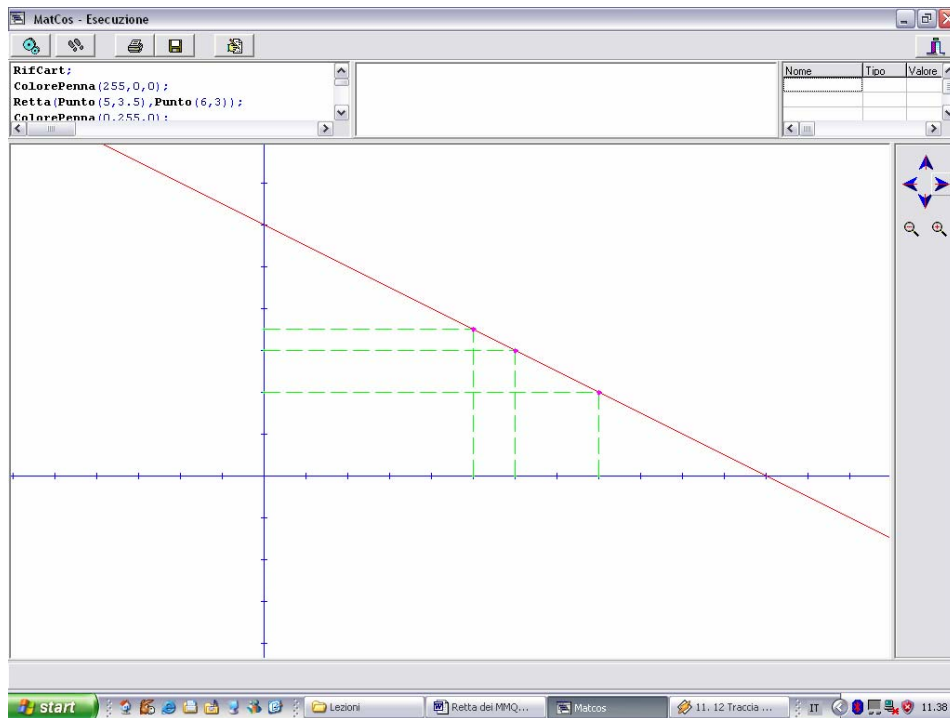 MatCos - Esecuzione
RifCart;
ColorePenna(255,0,0);
Retta(Punto(5,3.5),Punto(6,3));
ColorePenna(0,255,0);
Nome Tipo Valore
start
Lezioni
Retta dei MMQ...
Matcos
11. 12 Traccia ...
IT
11.38